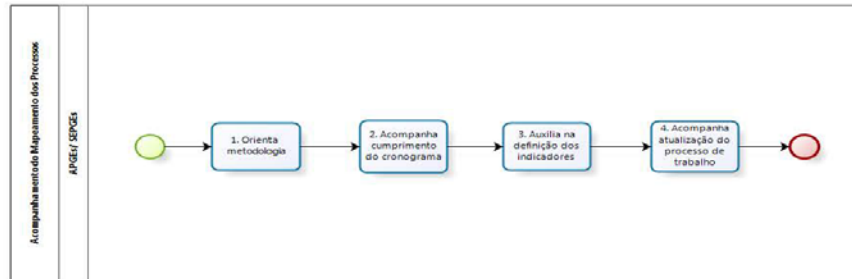 Acompanhamento do Mapeamento dos Processos
APGEs/ SEPGEs
1. Orienta
metodologia
2. Acompanha
cumprimento
do cronograma
3. Auxilia na
definição dos
indicadores
4. Acompanha
atualização do
processo de
trabalho